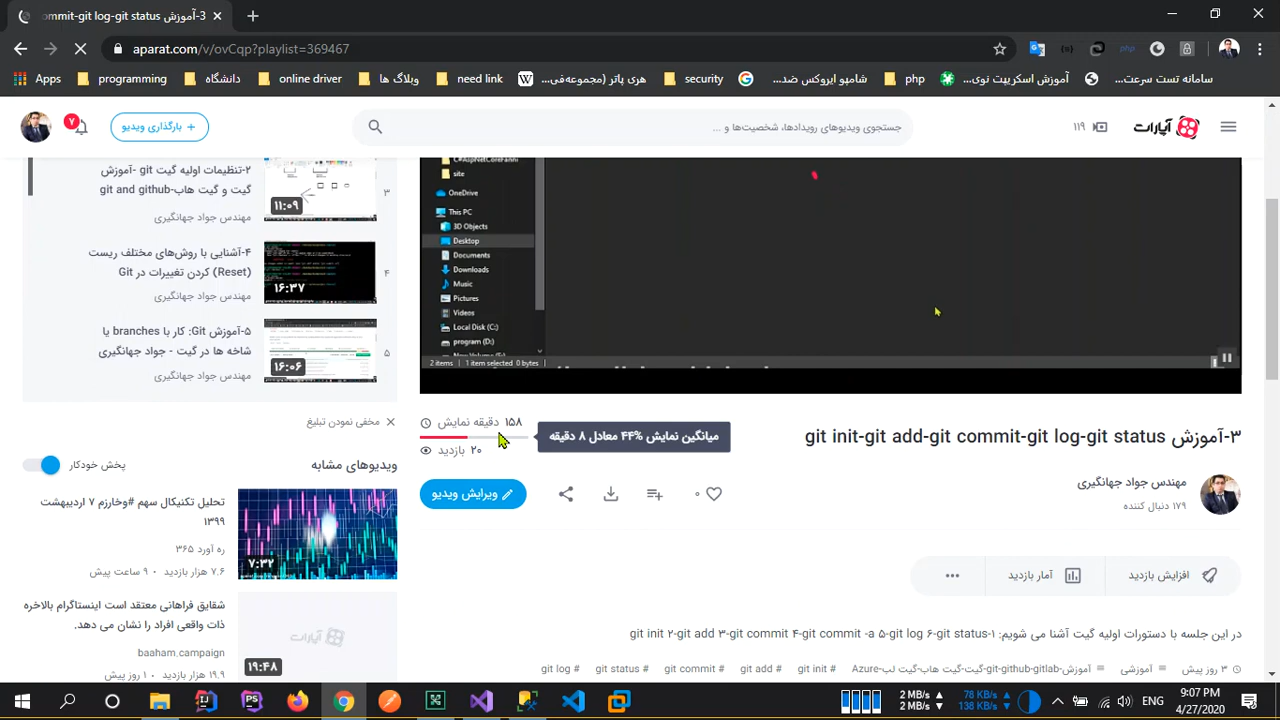 aparat.com/v/ovCqp?playlist=369467
Apps
programming
دانشگاه
online driver
وبلاگ ها
need timi...
هری پاتر (مجموعه‌فی...
security
شامپو ایروکس ضد...
php
آموزش اسکریپت نوی...
سامانه تست سرعت...
۷
+ بارگذاری ویدیو
جستجوی ویدیوهای رویدادها، شخصیت‌ها و ...
۱۱۹
آپارات
۲-تنظیمات اولیه گیت git -آموزش
گیت و گیت هاب-git and github
مهندس جواد جهانگیری
۱۱:۰۹
۳
۴-آشنایی با روش‌های مختلف ریست
(Reset) کردن تغییرات در Git
مهندس جواد جهانگیری
۱۶:۳۷
۴
۵-آموزش Git: کار با branches یا
شاخه ها در گیت - جواد جهانگیری
مهندس جواد جهانگیری
۱۶:۰۶
۵
C#AspNetCoreFanni
site
OneDrive
This PC
3D Objects
Desktop
Documents
Downloads
Music
Pictures
Videos
Local Disk (C:)
program (D:)
2 items
1 item selected 0 bytes
مخفی نمودن تبلیغ
۱۵۸ دقیقه نمایش
میانگین نمایش ۴۴% معادل ۸ دقیقه
۲۰ بازدید
۳-آموزش git init-git add-git commit-git log-git status
ویرایش ویدیو
۰
مهندس جواد جهانگیری
۱۷۹ دنبال کننده
پخش خودکار
ویدیوهای مشابه
تحلیل تکنیکال سهم #وخارزم ۷ اردیبهشت
۱۳۹۹
ره آورد ۳۶۵
۷.۶ هزار بازدید • ۹ ساعت پیش
۷:۳۲
شقایق فراهانی معتقد است اینستاگرام بالاخره
ذات واقعی افراد را نشان می دهد.
baaham.campaign
۱۹.۹ هزار بازدید • ۱ روز پیش
آپارات
۱۹:۴۸
افزایش بازدید
آمار بازدید
در این جلسه با دستورات اولیه گیت آشنا می شویم: ۱-git init ۲-git add ۳-git commit ۴-git commit -a ۵-git log ۶-git status
۳ روز پیش
آموزشی
آموزش-git-github-gitlab-گیت-گیت هاب-گیت لب-Azure
# git init
# git add
# git commit
# git status
# git log
2 MB/s
2 MB/s
78 KB/s
138 KB/s
ENG
9:07 PM
4/27/2020